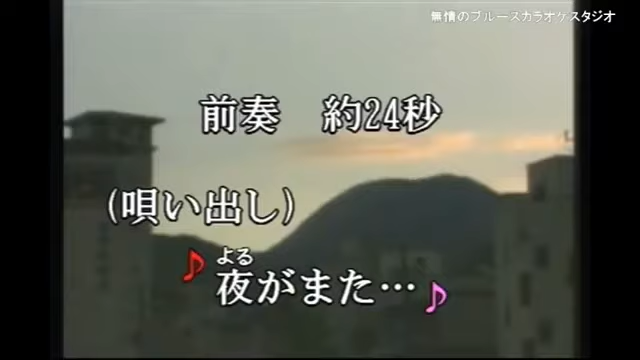 無情のブルースカラオケスタジオ
前奏　約24秒
(唄い出し)
♪よる
夜がまた…♪